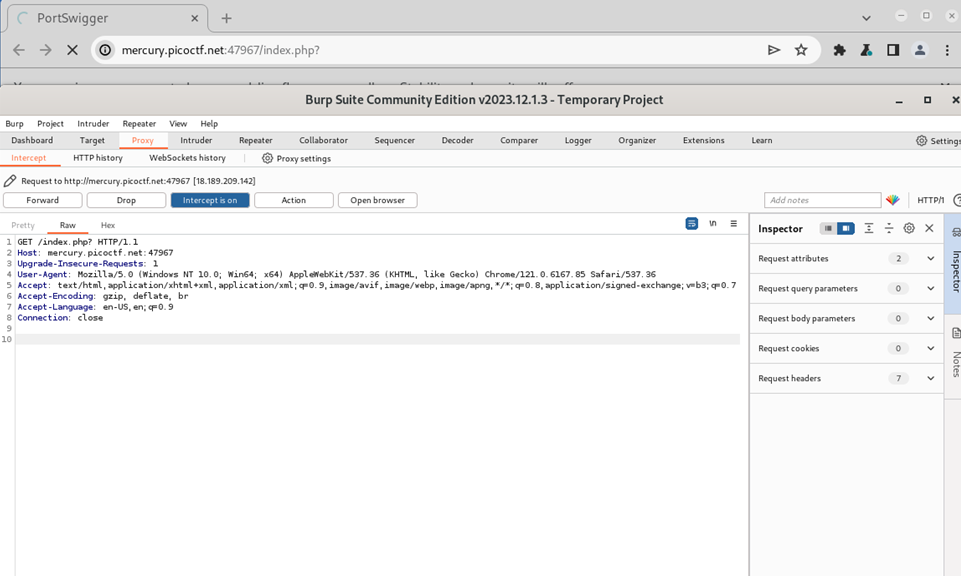 PortSwigger
mercury.picoctf.net:47967/index.php?
Burp Suite Community Edition v2023.12.1.3 - Temporary Project
Burp Project Intruder Repeater View Help
Dashboard Target Proxy Intruder Repeater Collaborator Sequencer Decoder Comparer Logger Organizer Extensions Learn Settings
Intercept HTTP history WebSockets history Proxy settings
Request to http://mercury.picoctf.net:47967 [18.189.209.142]
Forward Drop Intercept is on Action Open browser Add notes HTTP/1
Pretty Raw Hex \n Inspector
1 GET /index.php? HTTP/1.1
2 Host: mercury.picoctf.net:47967
3 Upgrade-Insecure-Requests: 1
4 User-Agent: Mozilla/5.0 (Windows NT 10.0; Win64; x64) AppleWebKit/537.36 (KHTML, like Gecko) Chrome/121.0.6167.85 Safari/537.36
5 Accept: text/html,application/xhtml+xml,application/xml;q=0.9,image/avif,image/webp,image/apng,*/*;q=0.8,application/signed-exchange;v=b3;q=0.7
6 Accept-Encoding: gzip, deflate, br
7 Accept-Language: en-US,en;q=0.9
8 Connection: close
9
10
Request attributes 2
Request query parameters 0
Request body parameters 0
Request cookies 0
Request headers 7
Inspector
Notes